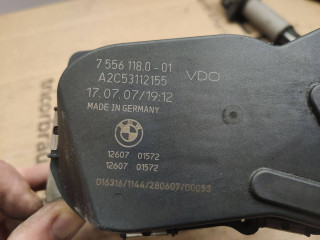 7 556 118.0 - 01
A2C53112155
VDO
17.07.07/19:12
MADE IN GERMANY
BMW
12607 01572
12607 01572
016316/1144/280607/00053